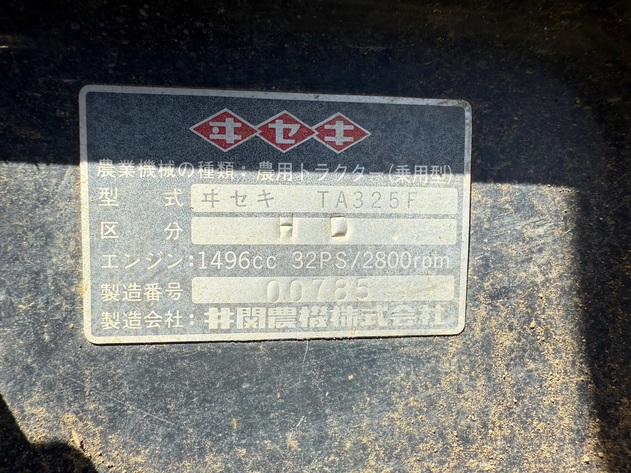 ヰセキ
農業機械の種類：農用トラクター(乗用型)
型 式 ヰセキ TA325F
区 分 H D
エンジン：1496cc 32PS/2800rpm
製造番号 00785
製造会社：井関農機株式会社